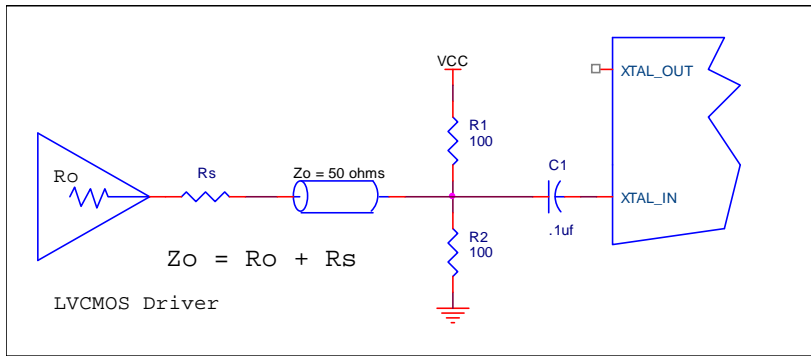 VCC
XTAL_OUT
R1
100
Ro
Rs
Zo = 50 ohms
C1
.1uf
XTAL_IN
R2
100
Zo = Ro + Rs
LVCMOS Driver